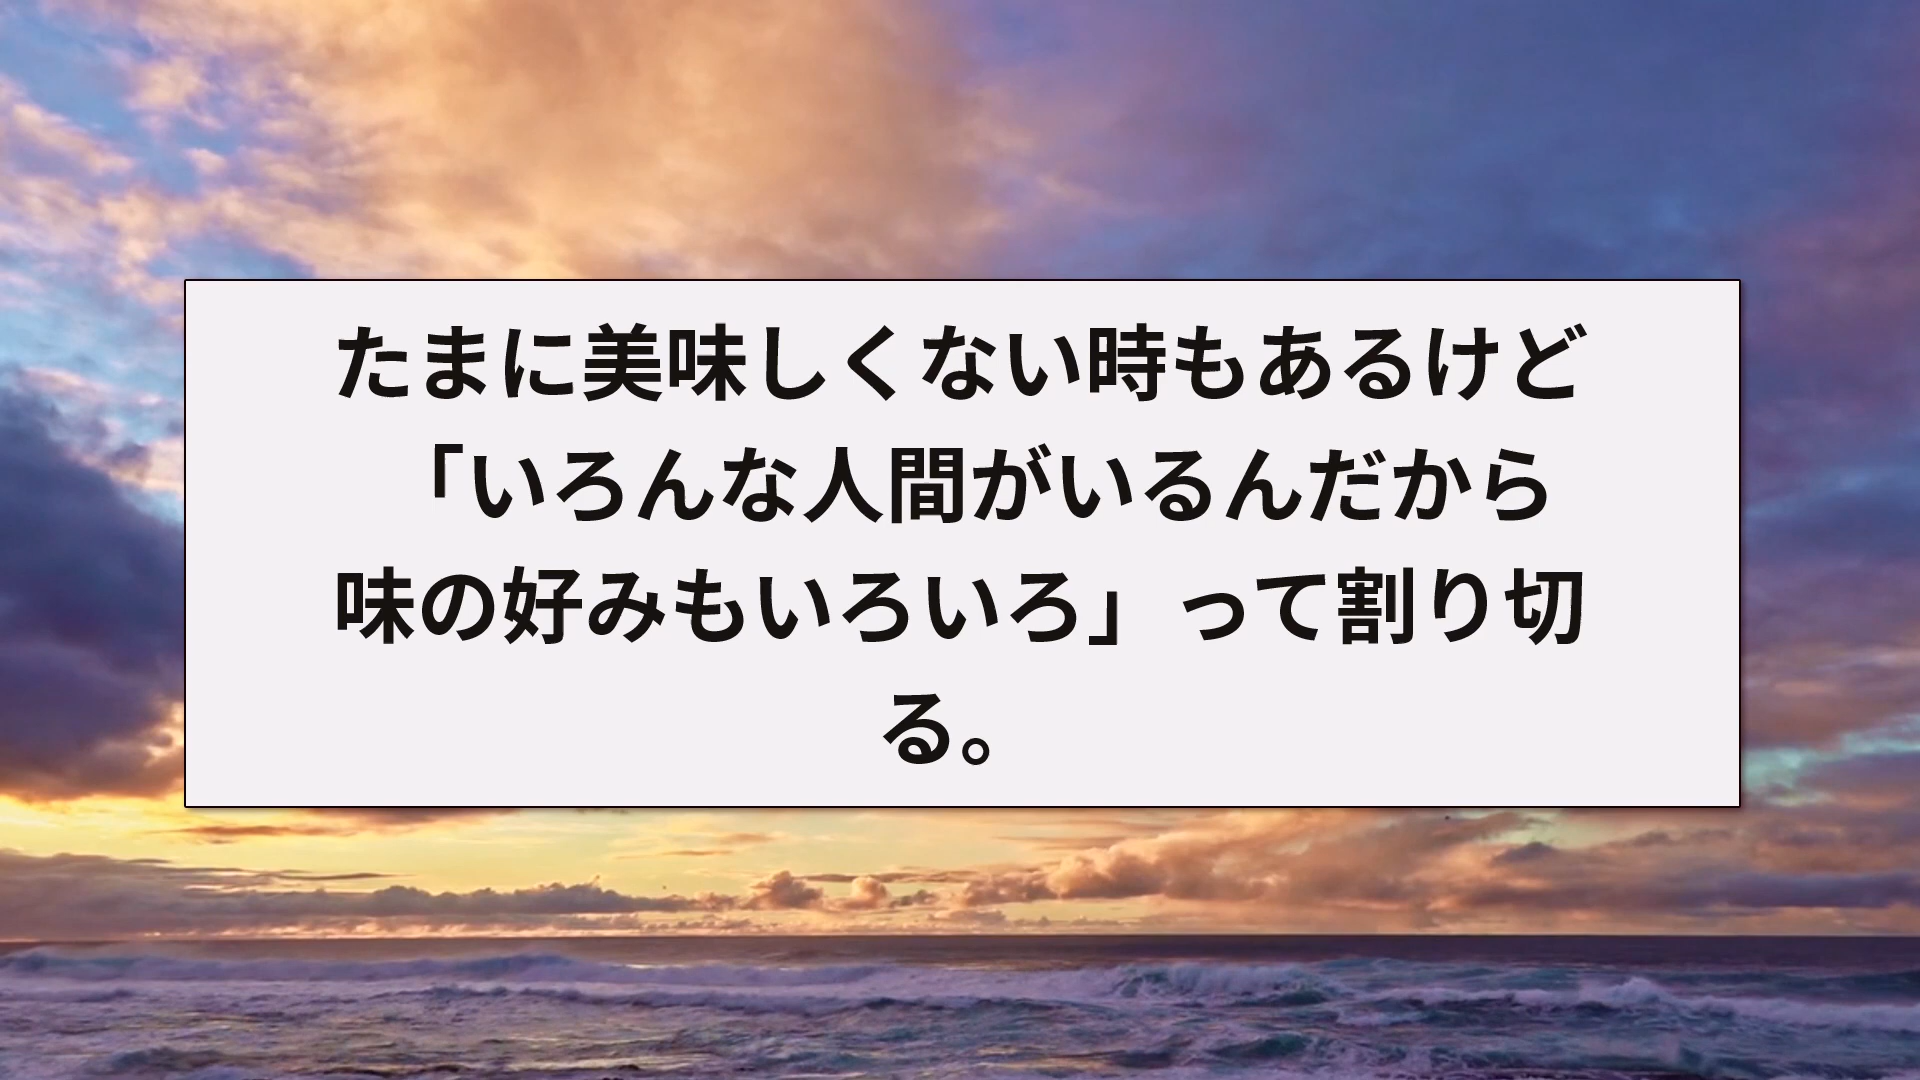 たまに美味しくない時もあるけど
「いろんな人間がいるんだから
味の好みもいろいろ」って割り切
る。